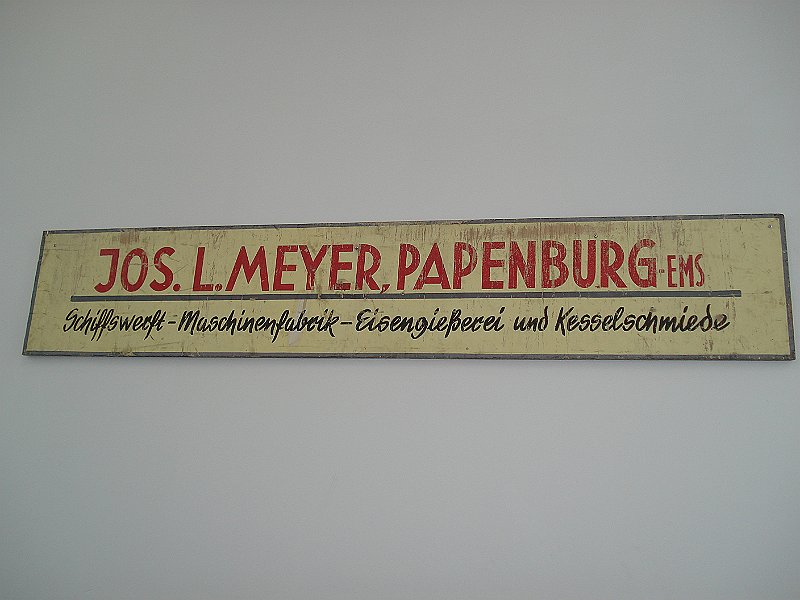 JOS. L. MEYER, PAPENBURG-EMS
Schiffswerft - Maschinenfabrik - Eisengießerei und Kesselschmiede